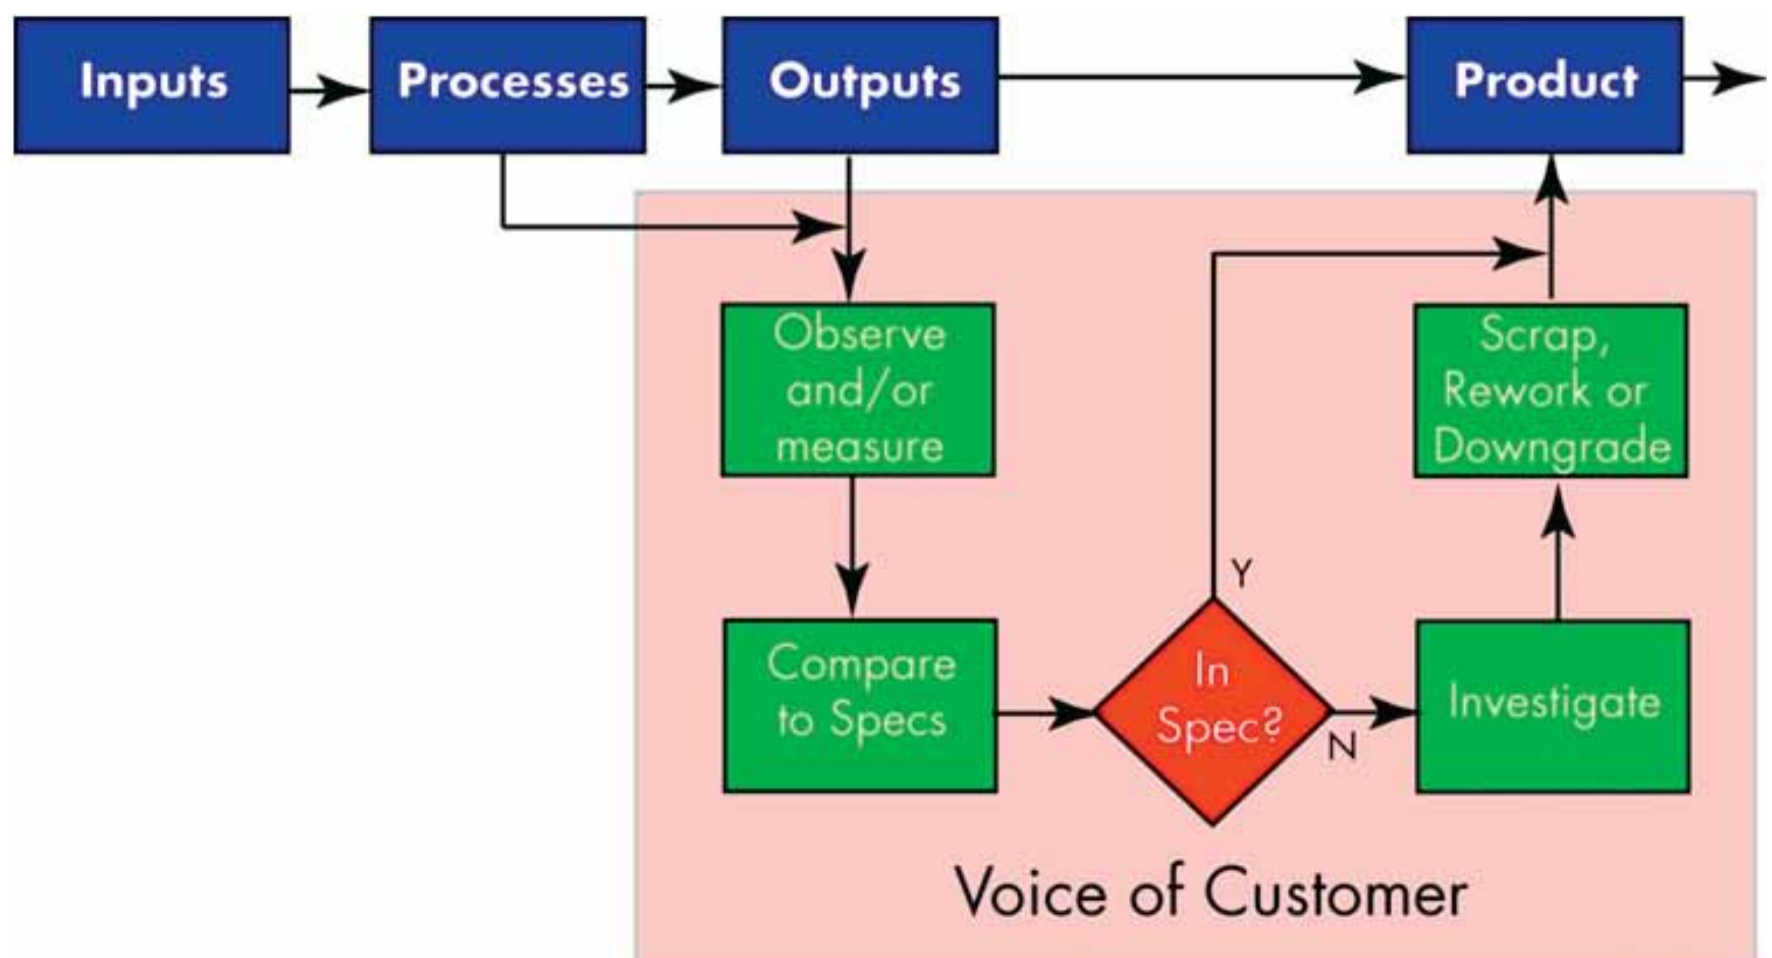 Inputs
Processes
Outputs
Product
Observe
and/or
measure
Scrap,
Rework or
Downgrade
Y
Compare
to Specs
In
Spec?
N
Investigate
Voice of Customer